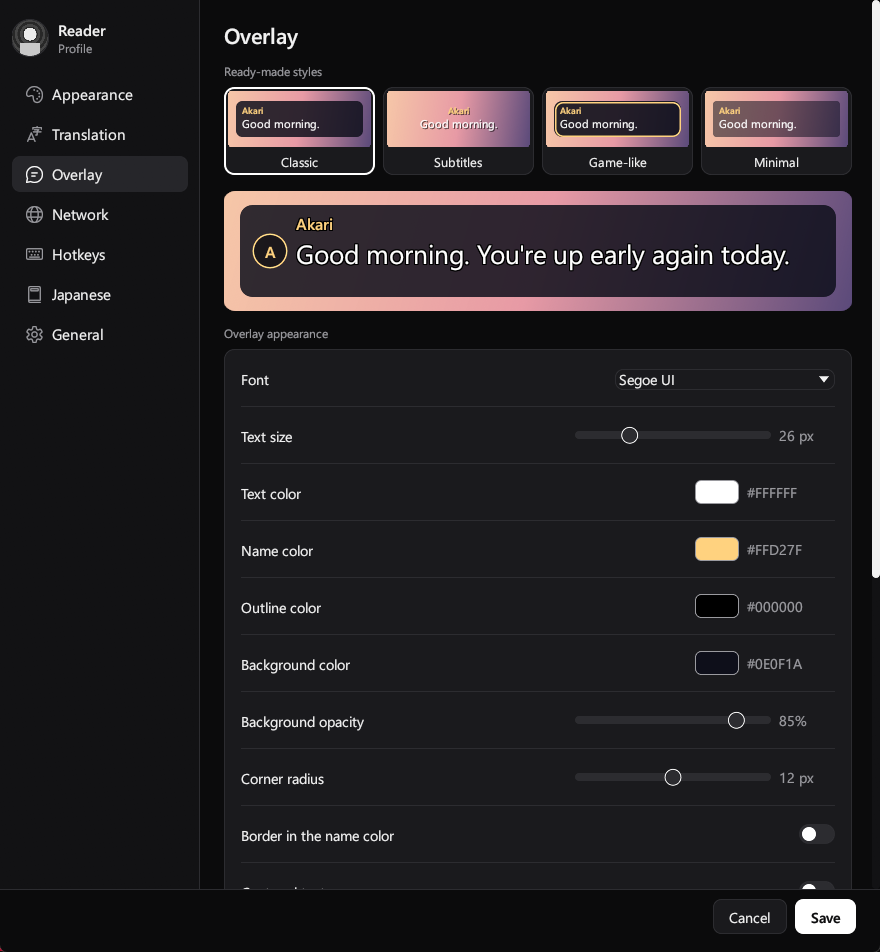 Reader
Profile
Appearance
Translation
Overlay
Network
Hotkeys
Japanese
General
Overlay
Ready-made styles
Akari
Good morning.
Classic
Akari
Good morning.
Subtitles
Akari
Good morning.
Game-like
Akari
Good morning.
Minimal
A
Akari
Good morning. You're up early again today.
Overlay appearance
Font
Segoe UI
Text size
26 px
Text color
#FFFFFF
Name color
#FFD27F
Outline color
#000000
Background color
#0E0F1A
Background opacity
85%
Corner radius
12 px
Border in the name color
Cancel
Save